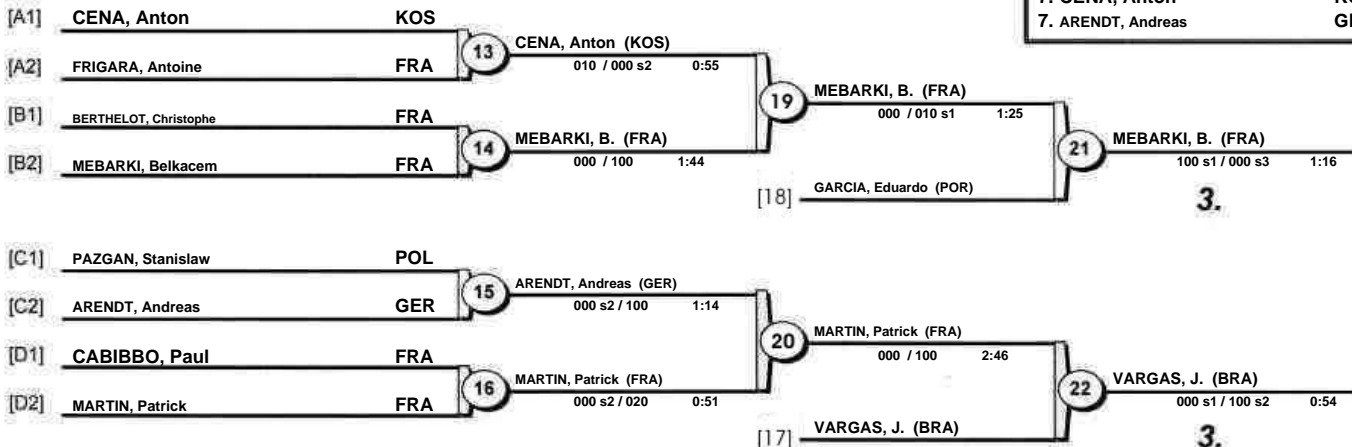 7. CENA, Anton
7. ARENDT, Andreas
[A1] CENA, Anton KOS
[A2] FRIGARA, Antoine FRA
13
CENA, Anton (KOS)
010 / 000 s2 0:55
[B1] BERTHELOT, Christophe FRA
[B2] MEBARKI, Belkacem FRA
14
MEBARKI, B. (FRA)
000 / 100 1:44
19
MEBARKI, B. (FRA)
000 / 010 s1 1:25
[18] GARCIA, Eduardo (POR)
21
MEBARKI, B. (FRA)
100 s1 / 000 s3 1:16
3.
[C1] PAZGAN, Stanislaw POL
[C2] ARENDT, Andreas GER
15
ARENDT, Andreas (GER)
000 s2 / 100 1:14
[D1] CABIBBO, Paul FRA
[D2] MARTIN, Patrick FRA
16
MARTIN, Patrick (FRA)
000 s2 / 020 0:51
20
MARTIN, Patrick (FRA)
000 / 100 2:46
[17] VARGAS, J. (BRA)
22
VARGAS, J. (BRA)
000 s1 / 100 s2 0:54
3.